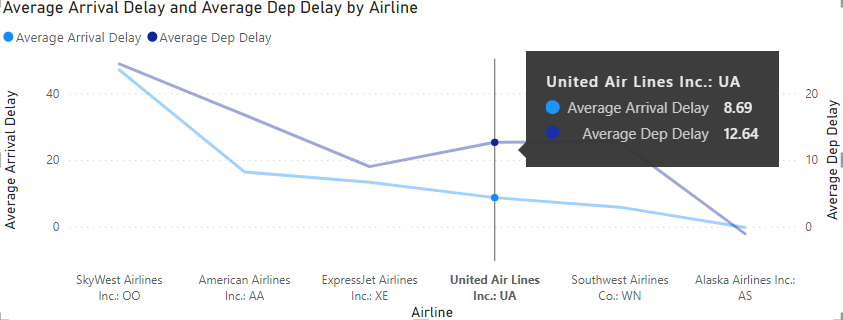 Average Arrival Delay and Average Dep Delay by Airline
Average Arrival Delay Average Dep Delay
Average Arrival Delay
40
20
0
20
10
0
Average Dep Delay
United Air Lines Inc.: UA
Average Arrival Delay 8.69
Average Dep Delay 12.64
SkyWest Airlines
Inc.: OO
American Airlines
Inc.: AA
ExpressJet Airlines
Inc.: XE
United Air Lines
Inc.: UA
Southwest Airlines
Co.: WN
Alaska Airlines Inc.:
AS
Airline